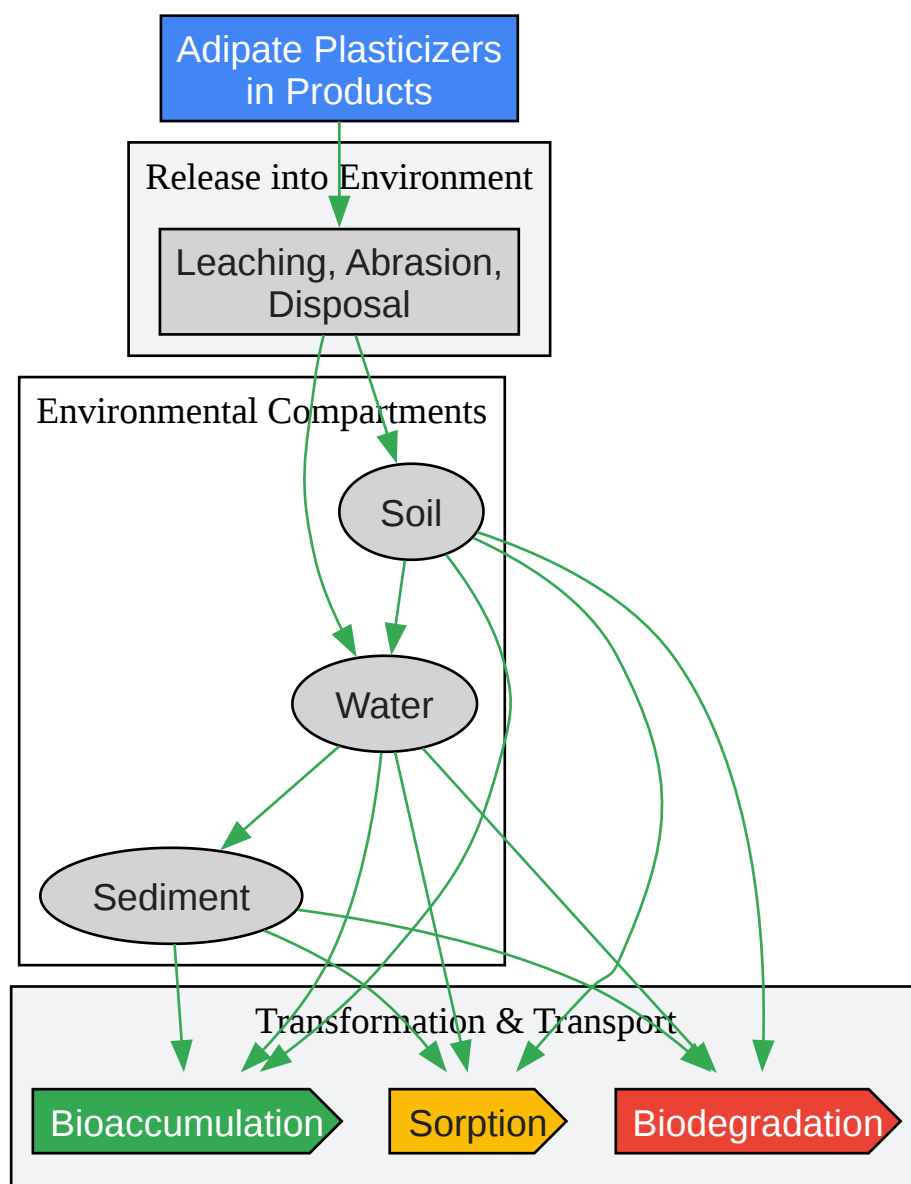 Adipate Plasticizers
in Products
Release into Environment
Leaching, Abrasion,
Disposal
Environmental Compartments
Soil
Water
Sediment
Transformation & Transport
Bioaccumulation
Sorption
Biodegradation